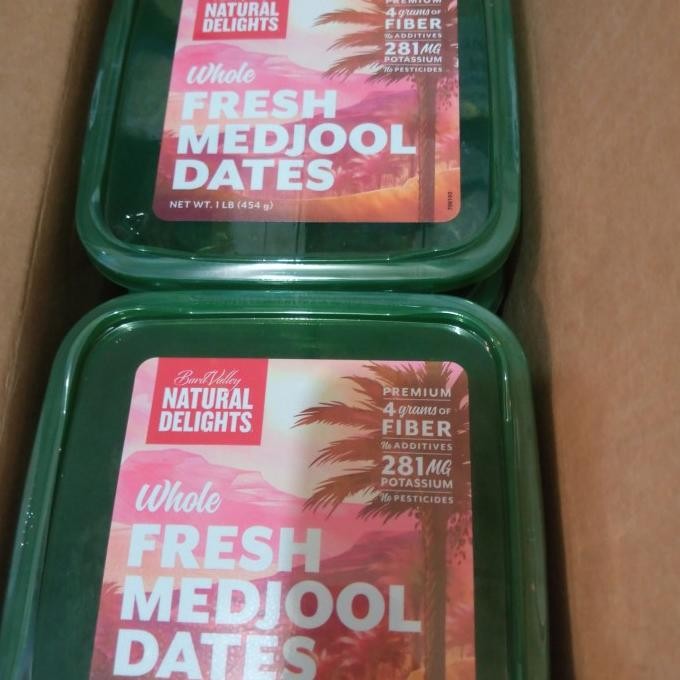 NATURAL
DELIGHTS
PREMIUM
4 grams OF
FIBER
No ADDITIVES
281MG
POTASSIUM
No PESTICIDES
Whole
FRESH
MEDJOOL
DATES
NET WT. 1 LB (454 g)
Bard Valley
NATURAL
DELIGHTS
PREMIUM
4 grams OF
FIBER
No ADDITIVES
281MG
POTASSIUM
No PESTICIDES
Whole
FRESH
MEDJOOL
DATES